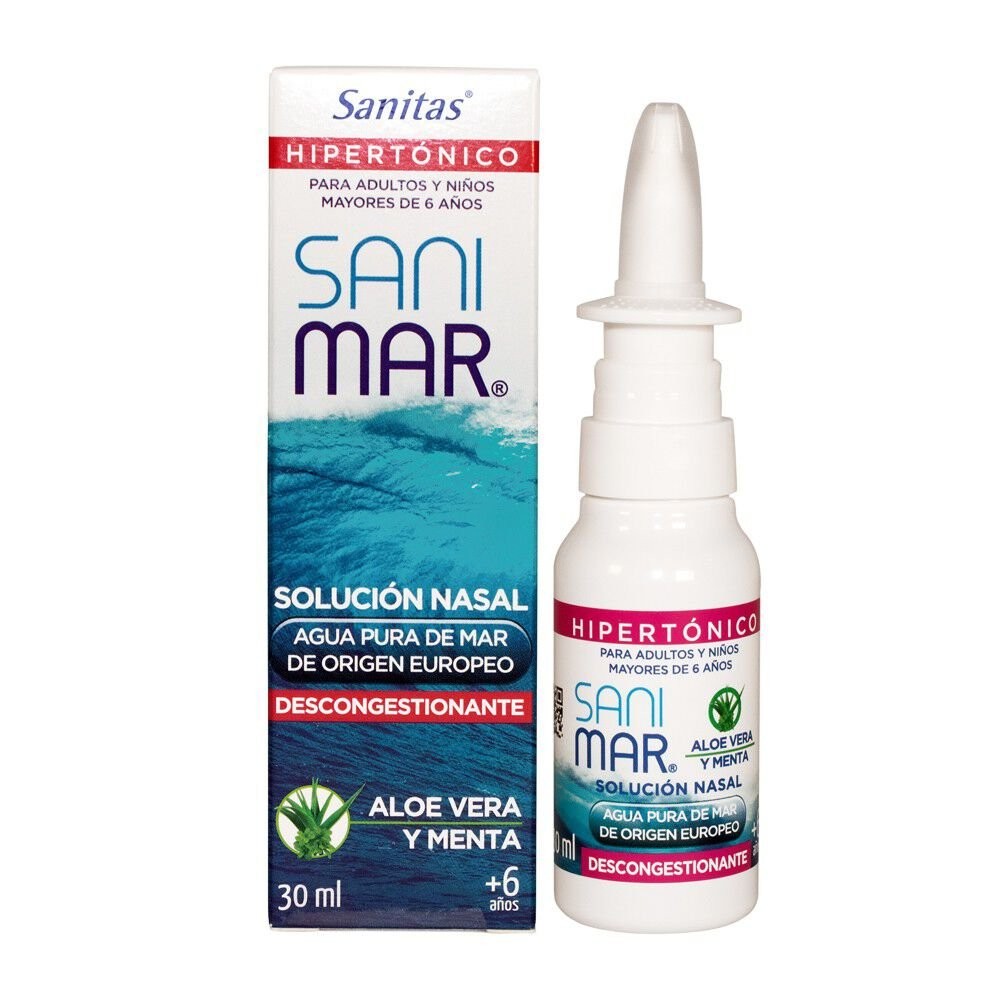 Sanitas®
HIPERTÓNICO
PARA ADULTOS Y NIÑOS
MAYORES DE 6 AÑOS
SANI
MAR®
SOLUCIÓN NASAL
AGUA PURA DE MAR
DE ORIGEN EUROPEO
DESCONGESTIONANTE
ALOE VERA
Y MENTA
30 ml
+6
años
HIPERTÓNICO
PARA ADULTOS Y NIÑOS
MAYORES DE 6 AÑOS
SANI
MAR®
ALOE VERA
Y MENTA
SOLUCIÓN NASAL
AGUA PURA DE MAR
DE ORIGEN EUROPEO
ml
DESCONGESTIONANTE